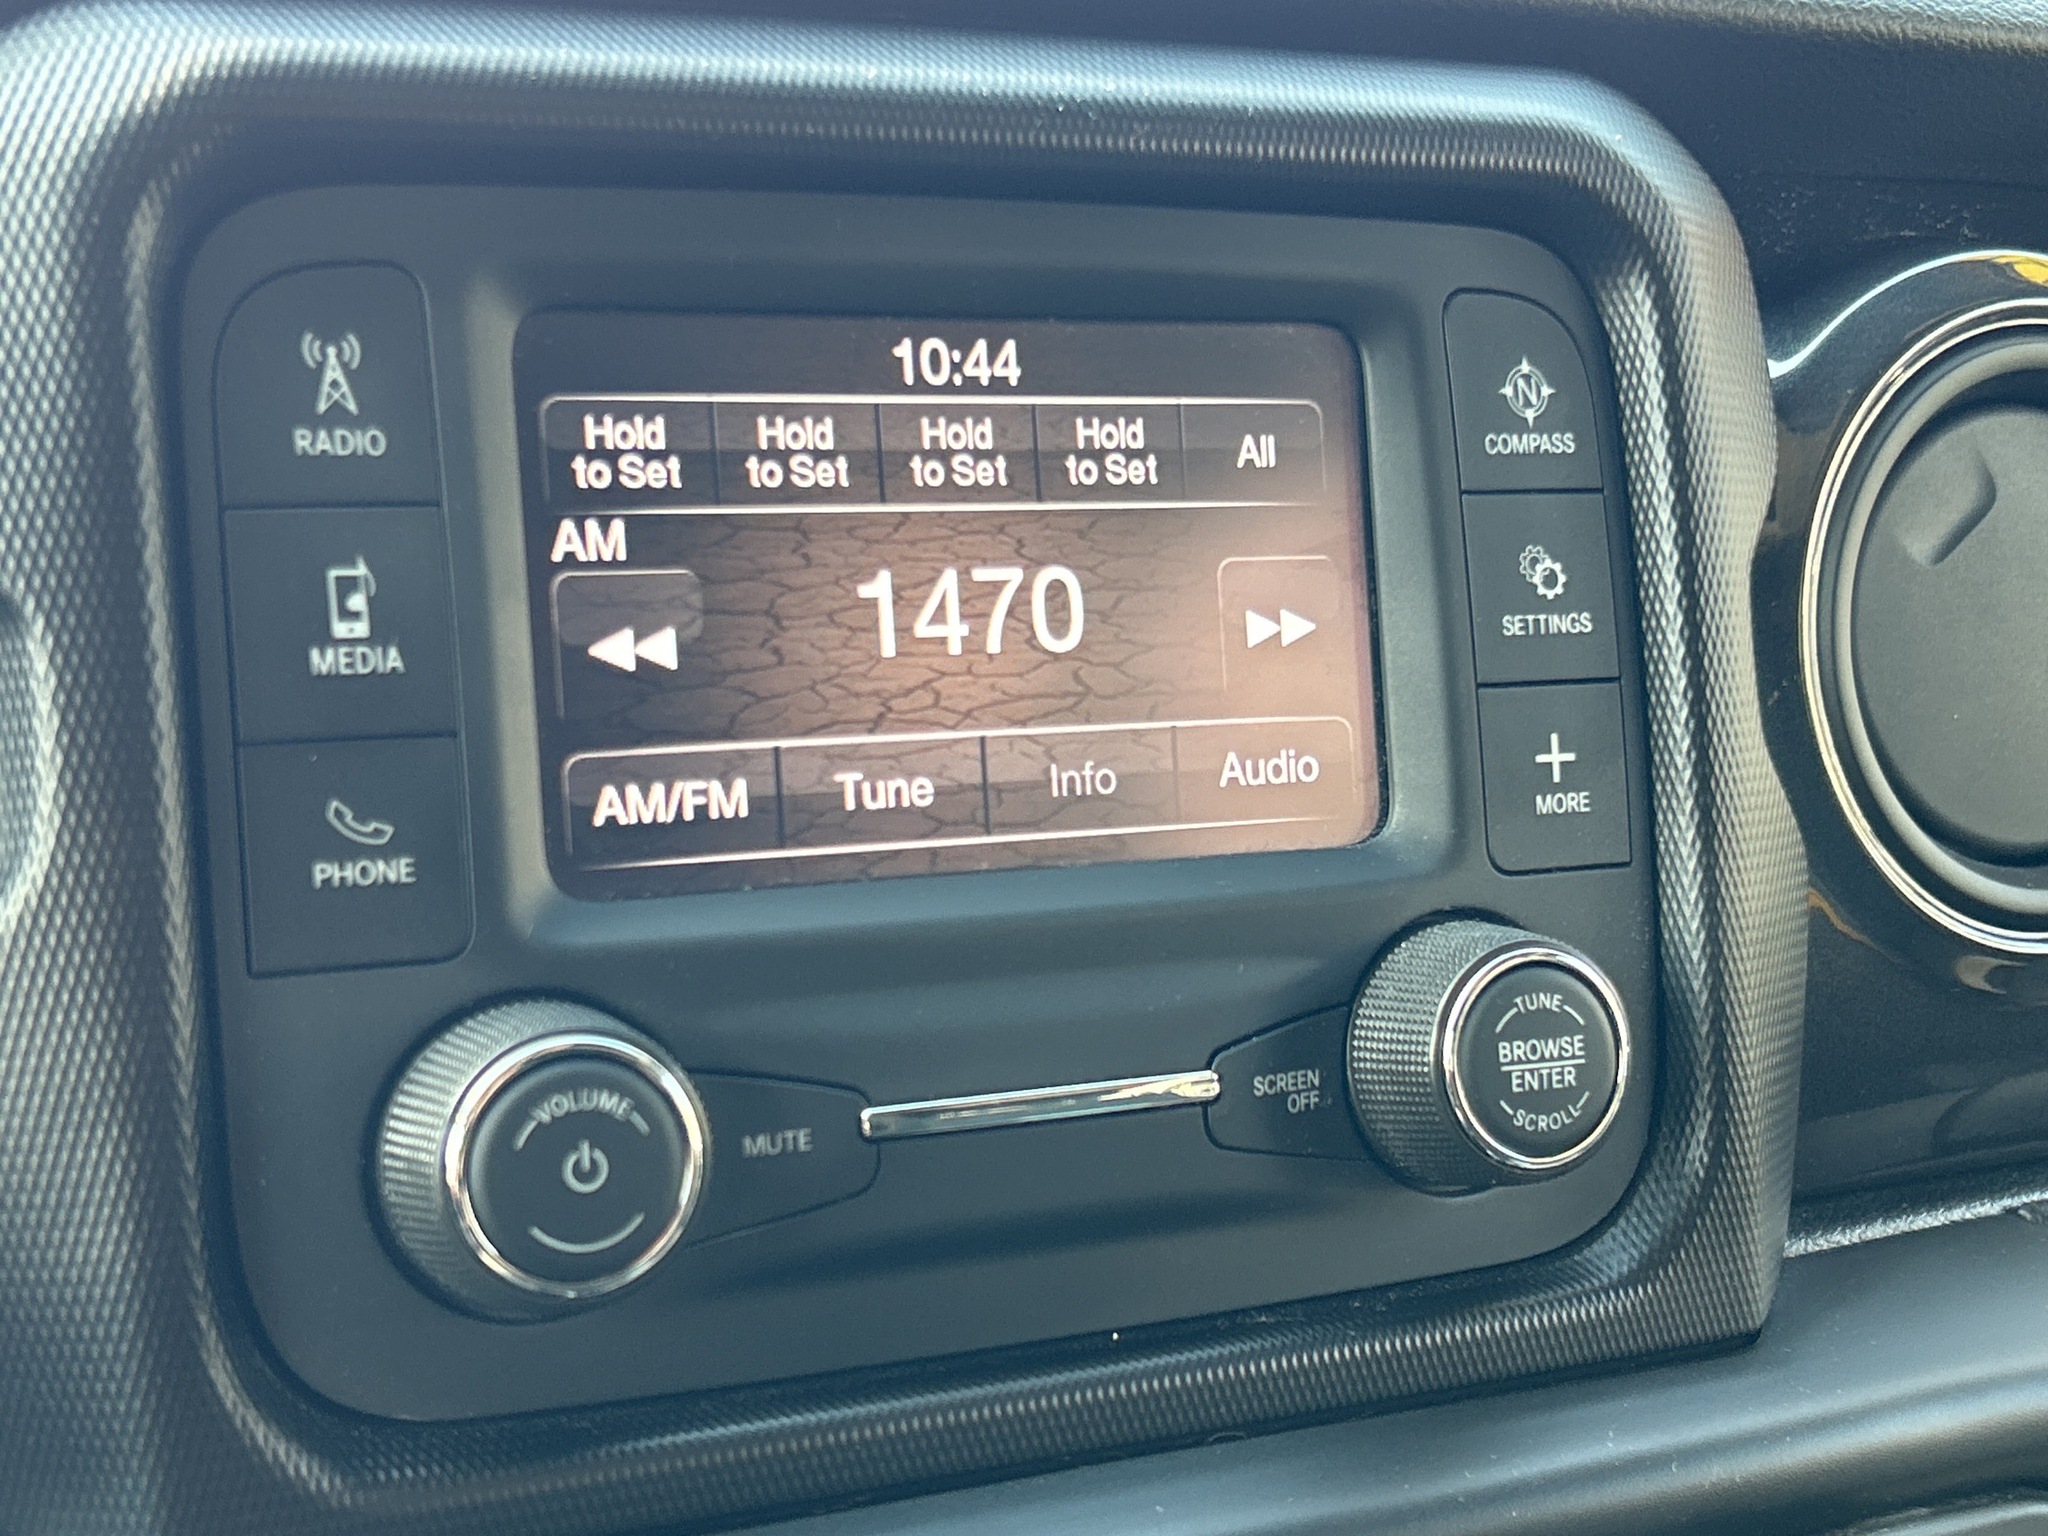 10:44
Hold
to Set
Hold
to Set
Hold
to Set
Hold
to Set
All
AM
1470
AM/FM
Tune
Info
Audio
RADIO
MEDIA
PHONE
N
COMPASS
SETTINGS
MORE
VOLUME
MUTE
SCREEN
OFF
TUNE
BROWSE
ENTER
SCROLL